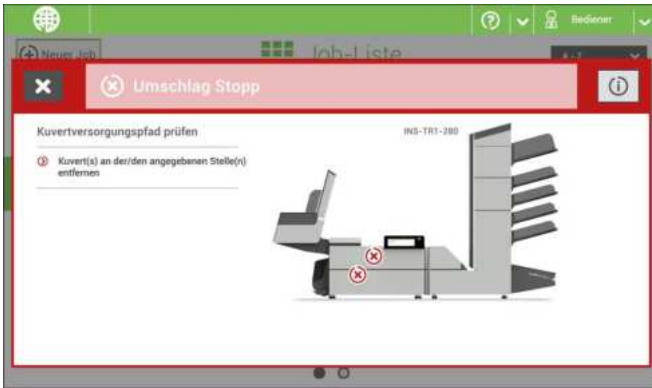 Bediener
Neuer Job
Job-Liste
A - Z
Umschlag Stopp
Kuvertversorgungspfad prüfen
INS-TR1-280
Kuvert(s) an der/den angegebenen Stelle(n)
entfernen